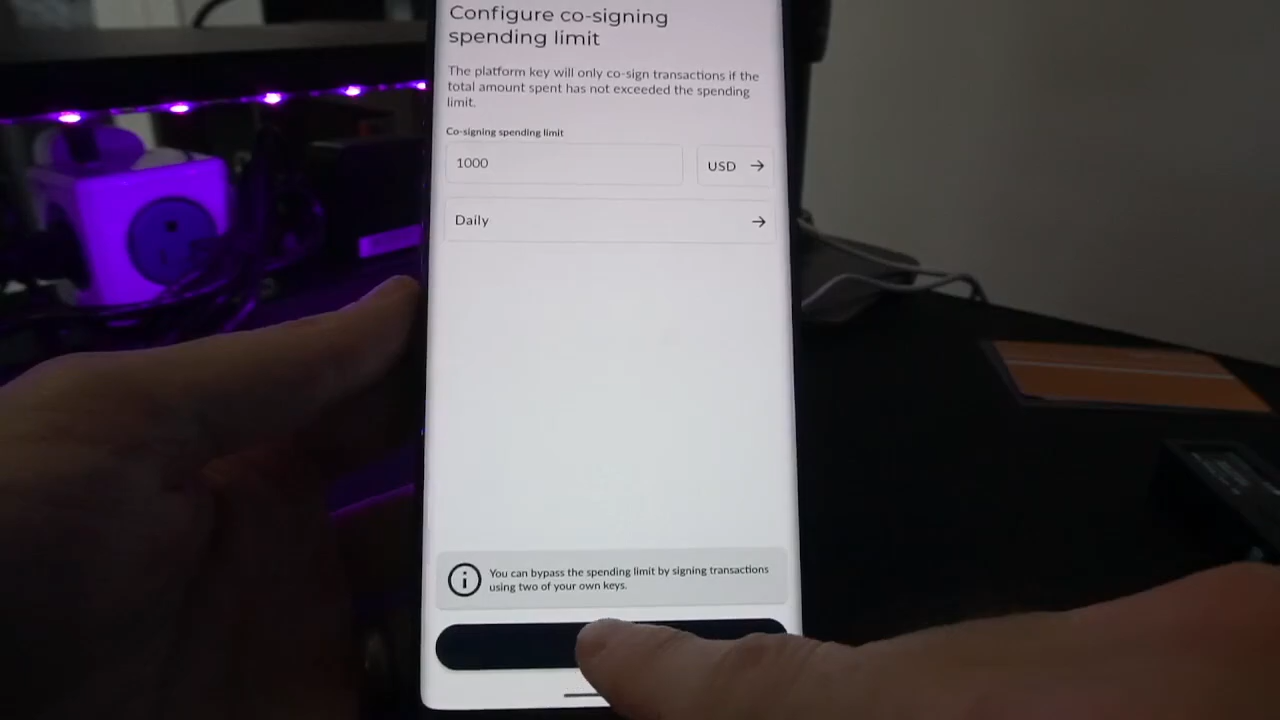 Configure co-signing
spending limit
The platform key will only co-sign transactions if the
total amount spent has not exceeded the spending
limit.
Co-signing spending limit
1000
USD →
Daily →
You can bypass the spending limit by signing transactions
using two of your own keys.